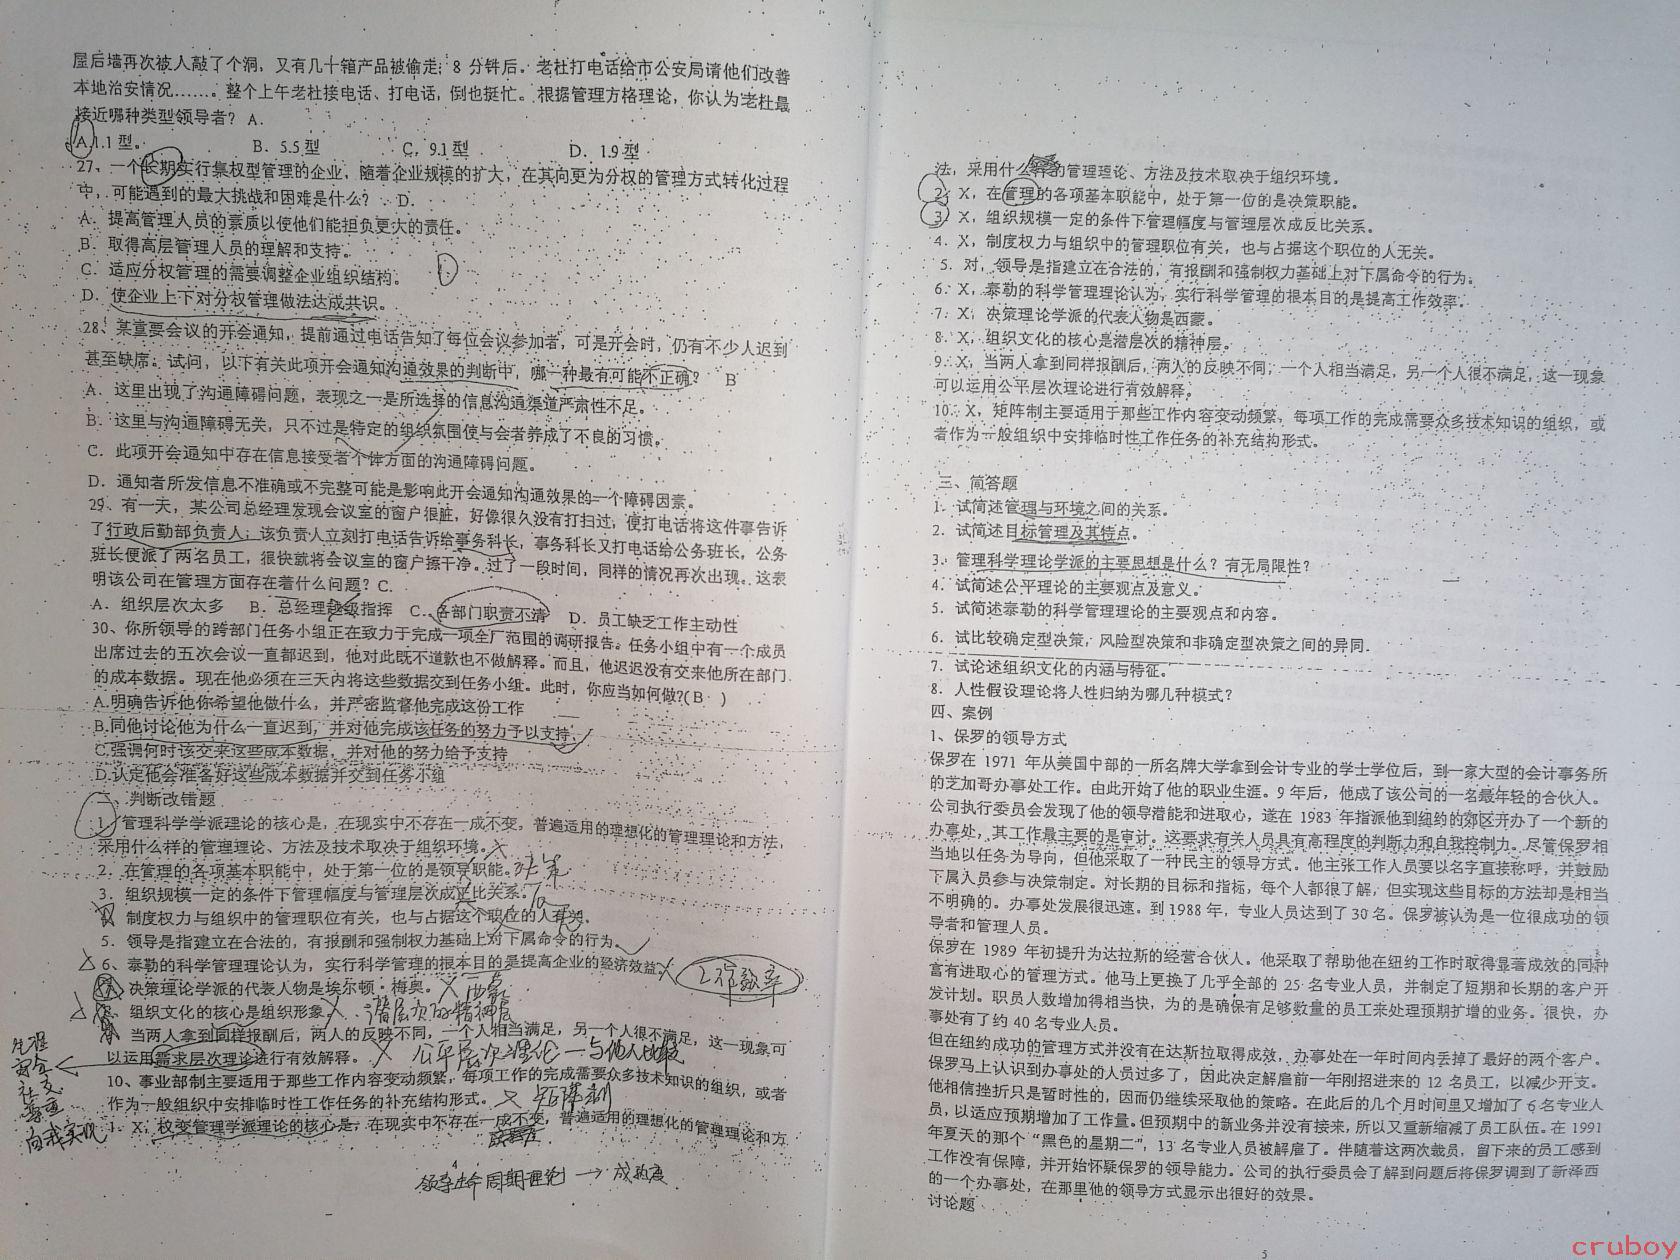 屋后墙再次被人敲了个洞，又有几十箱产品被偷走；8 分钟后。老杜打电话给市公安局请他们改善
本地治安情况……。整个上午老杜接电话、打电话，倒也挺忙。根据管理方格理论，你认为老杜最
接近哪种类型领导者？ A.
A.1.1 型。 B．5.5 型 C．9.1 型 D．1.9 型
27、一个长期实行集权型管理的企业，随着企业规模的扩大，在其向更为分权的管理方式转化过程
中，可能遇到的最大挑战和困难是什么？ D.
A．提高管理人员的素质以使他们能担负更大的责任。
B．取得高层管理人员的理解和支持。
C．适应分权管理的需要调整企业组织结构。
D．使企业上下对分权管理做法达成共识。
28、某重要会议的开会通知，提前通过电话告知了每位会议参加者，可是开会时，仍有不少人迟到
甚至缺席。试问，以下有关此项开会通知沟通效果的判断中，哪一种最有可能不正确？ B
A．这里出现了沟通障碍问题，表现之一是所选择的信息沟通渠道严肃性不足。
B．这里与沟通障碍无关，只不过是特定的组织氛围使与会者养成了不良的习惯。
C．此项开会通知中存在信息接受者个体方面的沟通障碍问题。
D．通知者所发信息不准确或不完整可能是影响此开会通知沟通效果的一个障碍因素。
29、有一天，某公司总经理发现会议室的窗户很脏，好像很久没有打扫过，便打电话将这件事告诉
了行政后勤部负责人；该负责人立刻打电话告诉给事务科长，事务科长又打电话给公务班长，公务
班长便派了两名员工，很快就将会议室的窗户擦干净。过了一段时间，同样的情况再次出现。这表
明该公司在管理方面存在着什么问题？C.
A．组织层次太多 B．总经理越级指挥 C．各部门职责不清 D．员工缺乏工作主动性
30、你所领导的跨部门任务小组正在致力于完成一项全厂范围的调研报告。任务小组中有一个成员
出席过去的五次会议一直都迟到，他对此既不道歉也不做解释。而且，他迟迟没有交来他所在部门
的成本数据。现在他必须在三天内将这些数据交到任务小组。此时，你应当如何做?( B )
A.明确告诉他你希望他做什么，并严密监督他完成这份工作
B.同他讨论他为什么一直迟到，并对他完成该任务的努力予以支持
C.强调何时该交来这些成本数据，并对他的努力给予支持
D.认定他会准备好这些成本数据并交到任务小组
二、判断改错题
1．管理科学学派理论的核心是，在现实中不存在一成不变，普遍适用的理想化的管理理论和方法，
采用什么样的管理理论、方法及技术取决于组织环境。X
2．在管理的各项基本职能中，处于第一位的是领导职能。决策
3．组织规模一定的条件下管理幅度与管理层次成正比关系。反
制度权力与组织中的管理职位有关，也与占据这个职位的人有关。
5．领导是指建立在合法的，有报酬和强制权力基础上对下属命令的行为。
6、泰勒的科学管理理论认为，实行科学管理的根本目的是提高企业的经济效益。X 工作效率
决策理论学派的代表人物是埃尔顿·梅奥。X 西蒙
组织文化的核心是组织形象 X 潜层次的精神层
当两人拿到同样报酬后，两人的反映不同，一个人相当满足，另一个人很不满足，这一现象可
以运用需求层次理论进行有效解释。X 公平层次理论—与他人比较
生理
安全
社交
尊重
自我实现
10、事业部制主要适用于那些工作内容变动频繁，每项工作的完成需要众多技术知识的组织，或者
作为一般组织中安排临时性工作任务的补充结构形式。X 矩阵制
1．X，权变管理学派理论的核心是，在现实中不存在一成不变，普遍适用的理想化的管理理论和方
领导生命周期理论 → 成熟度
法，采用什么样的管理理论、方法及技术取决于组织环境。
2．X，在管理的各项基本职能中，处于第一位的是决策职能。
3．X，组织规模一定的条件下管理幅度与管理层次成反比关系。
4．X，制度权力与组织中的管理职位有关，也与占据这个职位的人无关。
5．对，领导是指建立在合法的，有报酬和强制权力基础上对下属命令的行为。
6．X，泰勒的科学管理理论认为，实行科学管理的根本目的是提高工作效率。
7．X，决策理论学派的代表人物是西蒙。
8．X，组织文化的核心是潜层次的精神层。
9．X，当两人拿到同样报酬后，两人的反映不同，一个人相当满足，另一个人很不满足，这一现象
可以运用公平层次理论进行有效解释。
10．X，矩阵制主要适用于那些工作内容变动频繁，每项工作的完成需要众多技术知识的组织，或
者作为一般组织中安排临时性工作任务的补充结构形式。
三、简答题
1．试简述管理与环境之间的关系。
2．试简述目标管理及其特点。
3．管理科学理论学派的主要思想是什么？有无局限性？
4．试简述公平理论的主要观点及意义。
5．试简述泰勒的科学管理理论的主要观点和内容。
6．试比较确定型决策，风险型决策和非确定型决策之间的异同.
7．试论述组织文化的内涵与特征。
8．人性假设理论将人性归纳为哪几种模式？
四、案例
1、保罗的领导方式
保罗在 1971 年从美国中部的一所名牌大学拿到会计专业的学士学位后，到一家大型的会计事务所
的芝加哥办事处工作。由此开始了他的职业生涯。9 年后，他成了该公司的一名最年轻的合伙人。
公司执行委员会发现了他的领导潜能和进取心，遂在 1983 年指派他到纽约的郊区开办了一个新的
办事处，其工作最主要的是审计。这要求有关人员具有高程度的判断力和自我控制力。尽管保罗相
当地以任务为导向，但他采取了一种民主的领导方式。他主张工作人员要以名字直接称呼，并鼓励
下属人员参与决策制定。对长期的目标和指标，每个人都很了解，但实现这些目标的方法却是相当
不明确的。办事处发展很迅速。到 1988 年，专业人员达到了 30 名。保罗被认为是一位很成功的领
导者和管理人员。
保罗在 1989 年初提升为达拉斯的经营合伙人。他采取了帮助他在纽约工作时取得显著成效的同种
富有进取心的管理方式。他马上更换了几乎全部的 25 名专业人员，并制定了短期和长期的客户开
发计划。职员人数增加得相当快，为的是确保有足够数量的员工来处理预期扩增的业务。很快，办
事处有了约 40 名专业人员。
但在纽约成功的管理方式并没有在达斯拉取得成效，办事处在一年时间内丢掉了最好的两个客户。
保罗马上认识到办事处的人员过多了，因此决定解雇前一年刚招进来的 12 名员工，以减少开支。
他相信挫折只是暂时性的，因而仍继续采取他的策略。在此后的几个月时间里又增加了 6 名专业人
员，以适应预期增加了工作量。但预期中的新业务并没有接来，所以又重新缩减了员工队伍。在 1991
年夏天的那个“黑色的星期二”，13 名专业人员被解雇了。伴随着这两次裁员，留下来的员工感到
工作没有保障，并开始怀疑保罗的领导能力。公司的执行委员会了解到问题后将保罗调到了新泽西
的一个办事处，在那里他的领导方式显示出很好的效果。
讨论题
5
cruboy